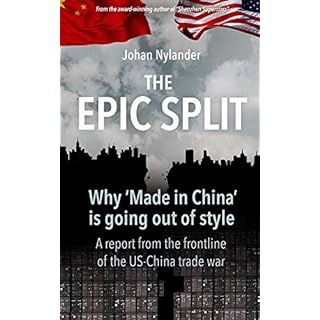 From the award-winning author of "Shenzhen Superstars"
Johan Nylander
THE
EPIC SPLIT
Why 'Made in China'
is going out of style
A report from the frontline
of the US-China trade war